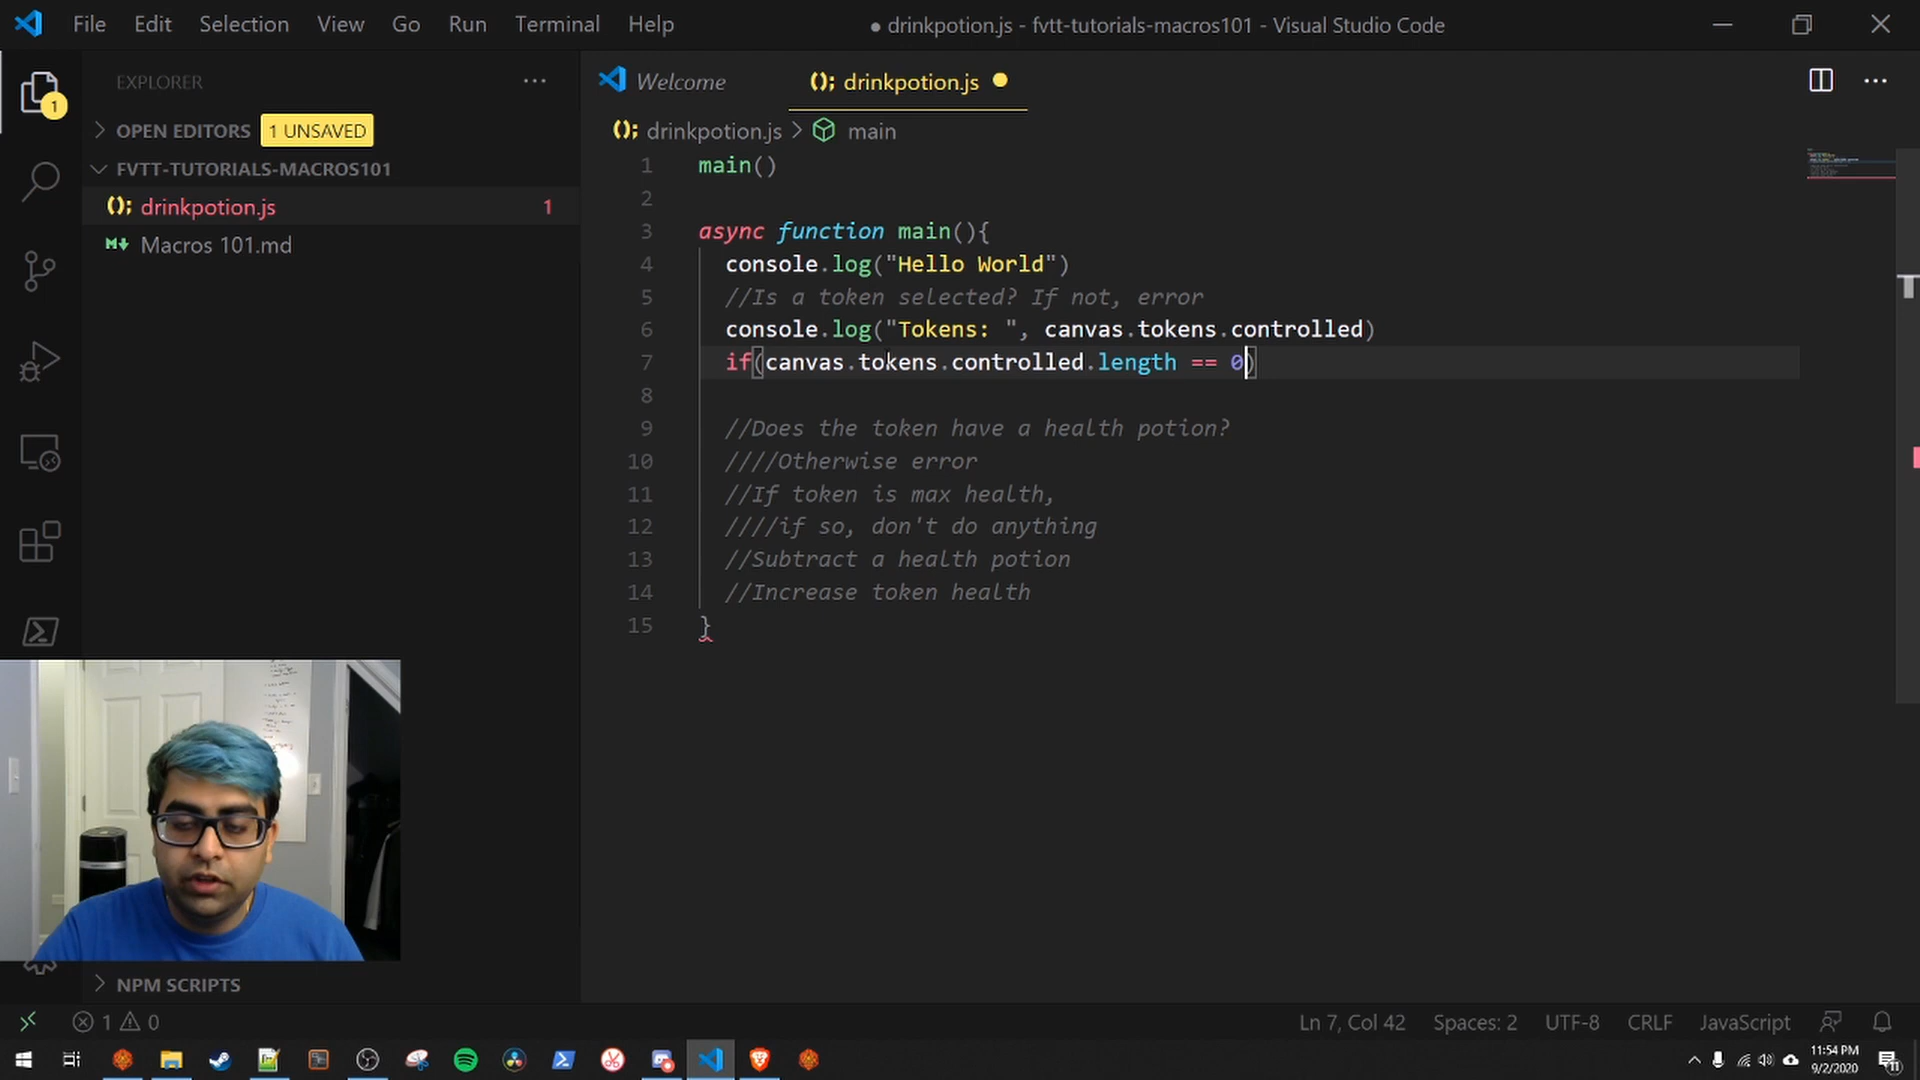 File Edit Selection View Go Run Terminal Help
● drinkpotion.js - fvtt-tutorials-macros101 - Visual Studio Code
EXPLORER
OPEN EDITORS 1 UNSAVED
FVTT-TUTORIALS-MACROS101
drinkpotion.js 1
Macros 101.md
NPM SCRIPTS
1
Welcome
drinkpotion.js
drinkpotion.js > main
1 main()
2
3 async function main(){
4 console.log("Hello World")
5 //Is a token selected? If not, error
6 console.log("Tokens: ", canvas.tokens.controlled)
7 if(canvas.tokens.controlled.length == 0)
8
9 //Does the token have a health potion?
10 ////Otherwise error
11 //If token is max health,
12 ////if so, don't do anything
13 //Subtract a health potion
14 //Increase token health
15 }
1 0
Ln 7, Col 42 Spaces: 2 UTF-8 CRLF JavaScript
11:54 PM
9/2/2020